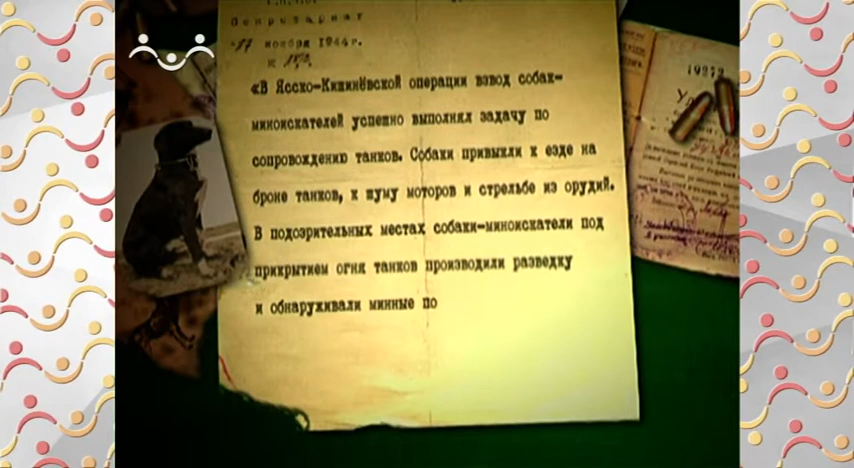 Секретариат
"17 ноября 1944г.
«В Ясско-Кишинёвской операции взвод собак-
миноискателей успешно выполнял задачу по
сопровождению танков. Собаки привыкли к езде на
броне танков, к шуму моторов и стрельбе из орудий.
В подозрительных местах собаки-миноискатели под
прикрытием огня танков производили разведку
и обнаруживали минные по